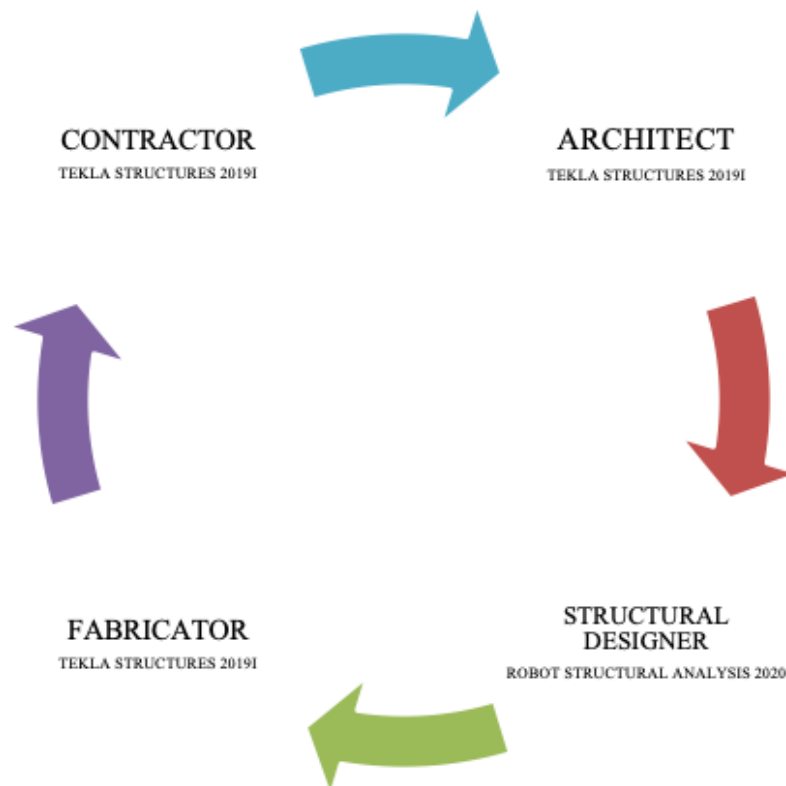 CONTRACTOR
TEKLA STRUCTURES 2019I
ARCHITECT
TEKLA STRUCTURES 2019I
FABRICATOR
TEKLA STRUCTURES 2019I
STRUCTURAL
DESIGNER
ROBOT STRUCTURAL ANALYSIS 2020